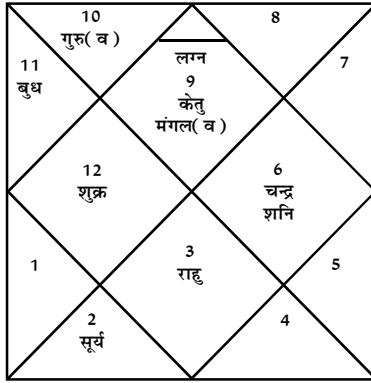 10
गुरु( व )
8
11
बुध
लग्न
9
केतु
मंगल( व )
7
12
शुक्र
6
चन्द्र
शनि
1
3
राहु
5
2
सूर्य
4